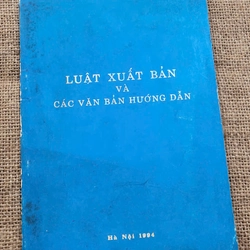 LUẬT XUẤT BẢN
VÀ
CÁC VĂN BẢN HƯỚNG DẪN
Hà Nội 1994